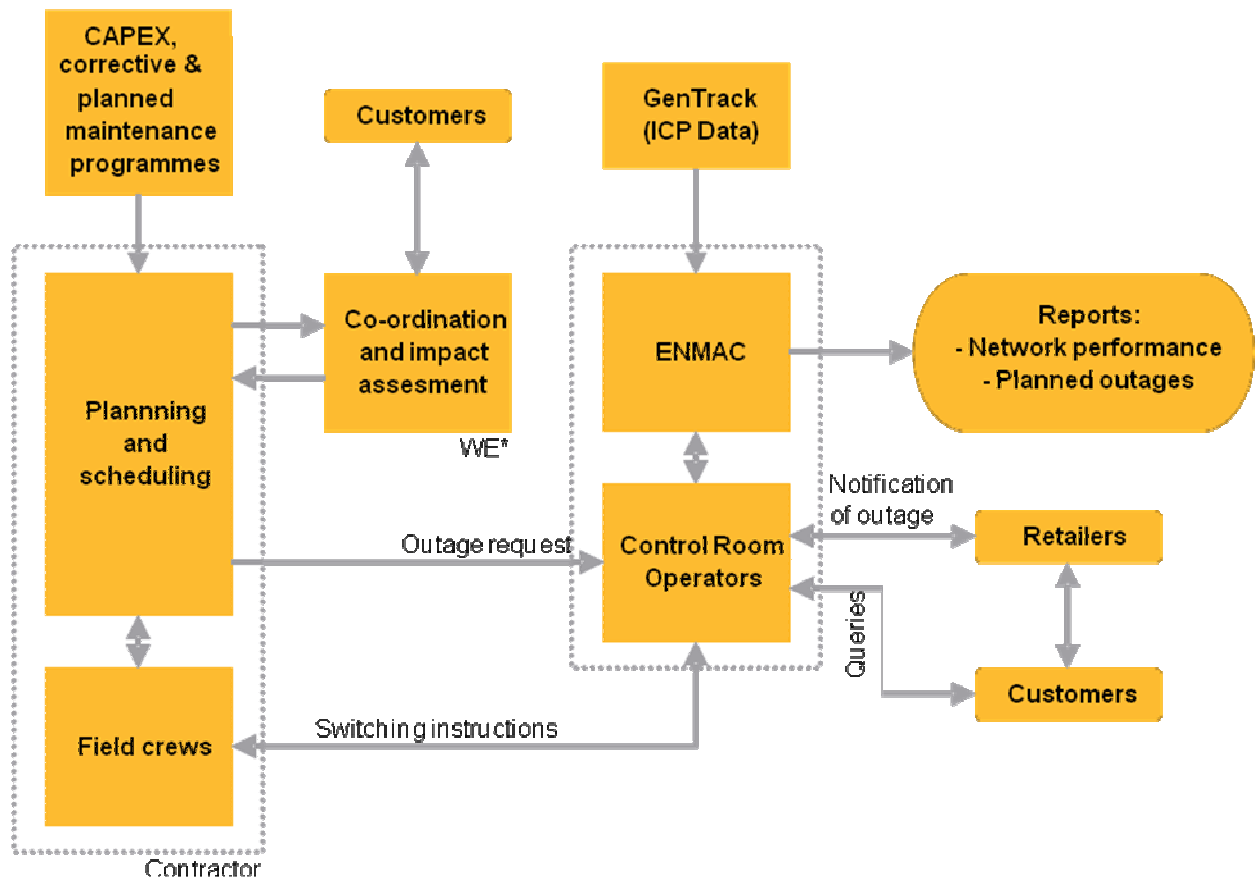 CAPEX,
corrective &
planned
maintenance
programmes
Customers
GenTrack
(ICP Data)
Plannning
and
scheduling
Co-ordination
and impact
assesment
WE*
ENMAC
Reports:
- Network performance
- Planned outages
Notification
of outage
Outage request
Control Room
Operators
Retailers
Queries
Customers
Field crews
Switching instructions
Contractor